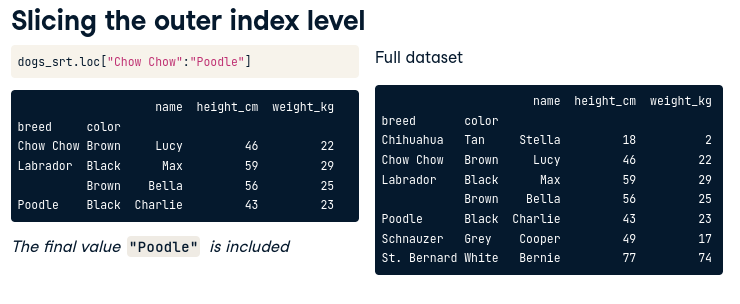 Slicing the outer index level
dogs_srt.loc["Chow Chow":"Poodle"]
name height_cm weight_kg
breed color
Chow Chow Brown Lucy 46 22
Labrador Black Max 59 29
Brown Bella 56 25
Poodle Black Charlie 43 23
The final value "Poodle" is included
Full dataset
name height_cm weight_kg
breed color
Chihuahua Tan Stella 18 2
Chow Chow Brown Lucy 46 22
Labrador Black Max 59 29
Brown Bella 56 25
Poodle Black Charlie 43 23
Schnauzer Grey Cooper 49 17
St. Bernard White Bernie 77 74